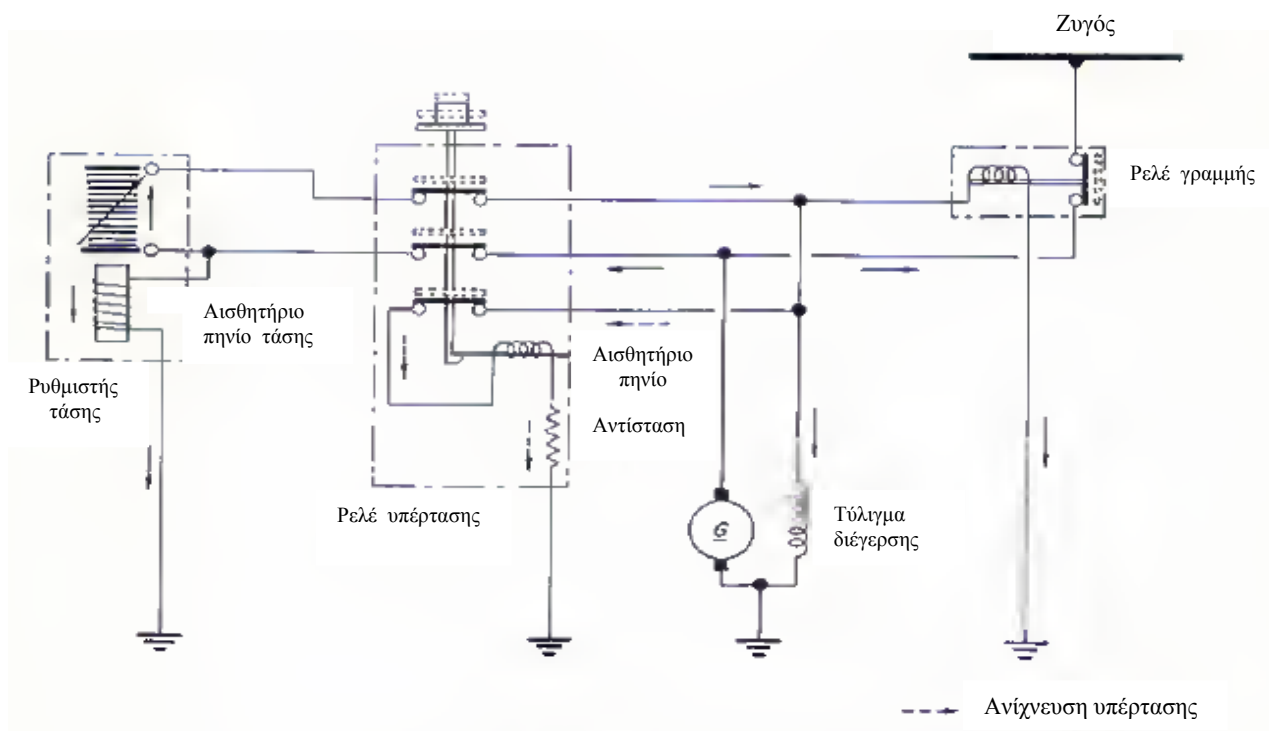 Ζυγός
Ρελέ γραμμής
Αισθητήριο
πηνίο τάσης
Ρυθμιστής
τάσης
Αισθητήριο
πηνίο
Αντίσταση
Ρελέ υπέρτασης
G
Τύλιγμα
διέγερσης
Ανίχνευση υπέρτασης